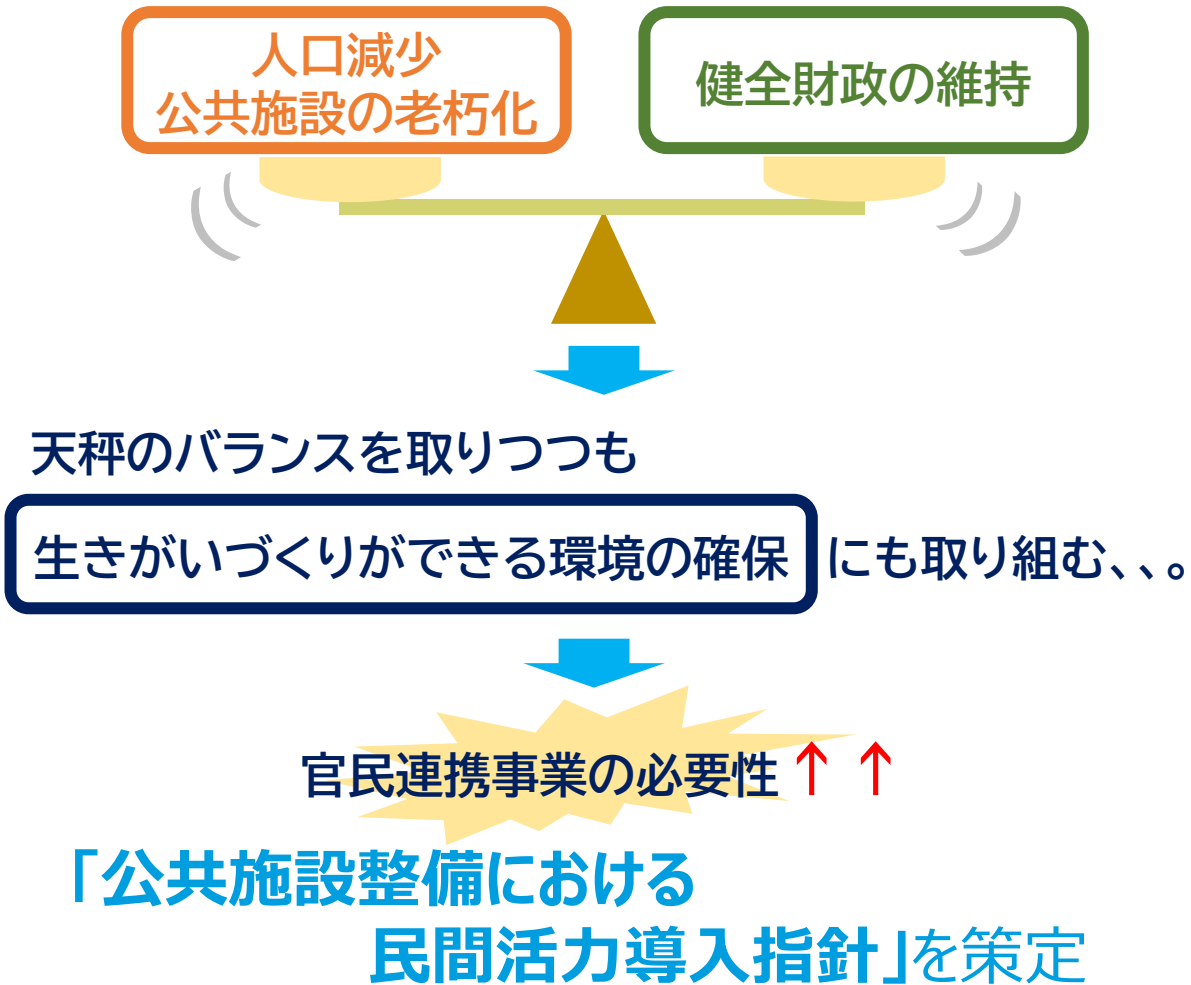 人口減少
公共施設の老朽化
健全財政の維持
天秤のバランスを取りつつも
生きがいづくりができる環境の確保 にも取り組む、、。
官民連携事業の必要性↑↑
「公共施設整備における
民間活力導入指針」を策定